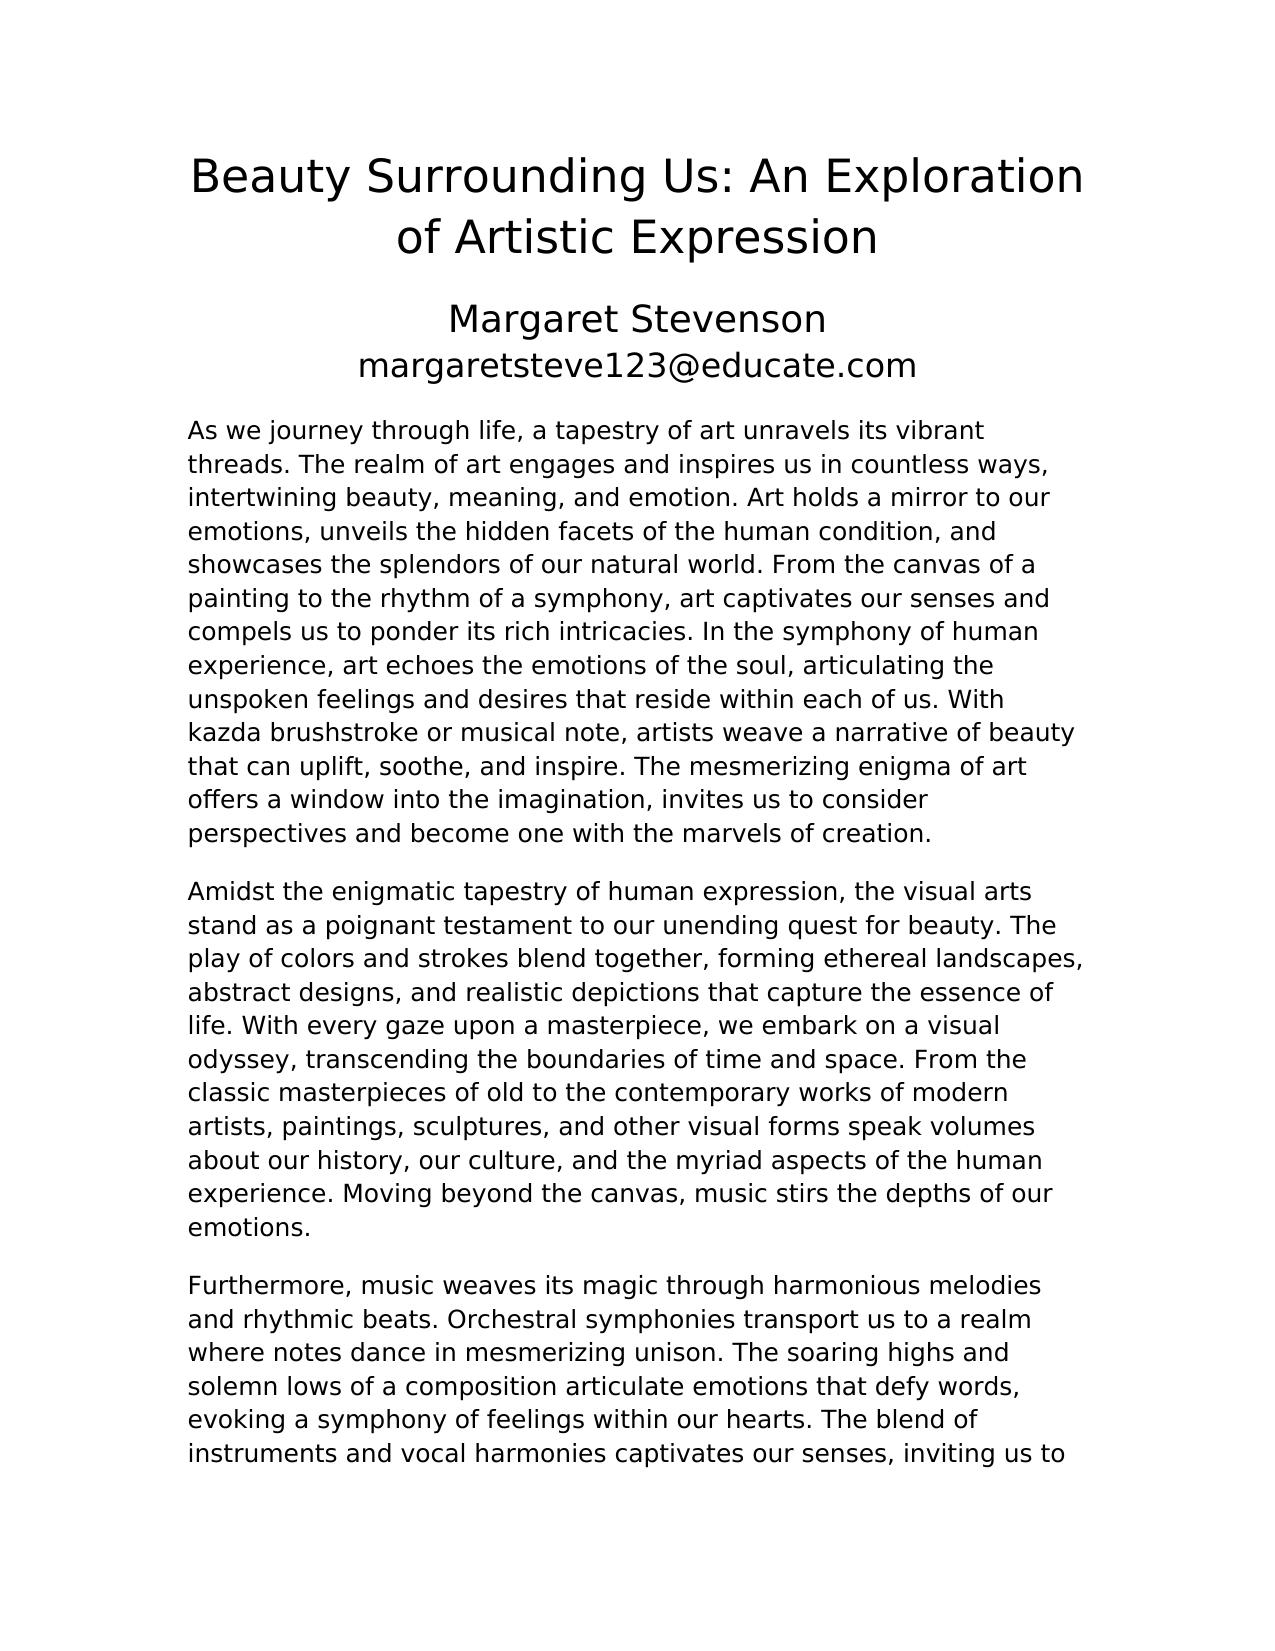 Beauty Surrounding Us: An Exploration
of Artistic Expression
Margaret Stevenson
margaretsteve123@educate.com
As we journey through life, a tapestry of art unravels its vibrant
threads. The realm of art engages and inspires us in countless ways,
intertwining beauty, meaning, and emotion. Art holds a mirror to our
emotions, unveils the hidden facets of the human condition, and
showcases the splendors of our natural world. From the canvas of a
painting to the rhythm of a symphony, art captivates our senses and
compels us to ponder its rich intricacies. In the symphony of human
experience, art echoes the emotions of the soul, articulating the
unspoken feelings and desires that reside within each of us. With
kazda brushstroke or musical note, artists weave a narrative of beauty
that can uplift, soothe, and inspire. The mesmerizing enigma of art
offers a window into the imagination, invites us to consider
perspectives and become one with the marvels of creation.
Amidst the enigmatic tapestry of human expression, the visual arts
stand as a poignant testament to our unending quest for beauty. The
play of colors and strokes blend together, forming ethereal landscapes,
abstract designs, and realistic depictions that capture the essence of
life. With every gaze upon a masterpiece, we embark on a visual
odyssey, transcending the boundaries of time and space. From the
classic masterpieces of old to the contemporary works of modern
artists, paintings, sculptures, and other visual forms speak volumes
about our history, our culture, and the myriad aspects of the human
experience. Moving beyond the canvas, music stirs the depths of our
emotions.
Furthermore, music weaves its magic through harmonious melodies
and rhythmic beats. Orchestral symphonies transport us to a realm
where notes dance in mesmerizing unison. The soaring highs and
solemn lows of a composition articulate emotions that defy words,
evoking a symphony of feelings within our hearts. The blend of
instruments and vocal harmonies captivates our senses, inviting us to